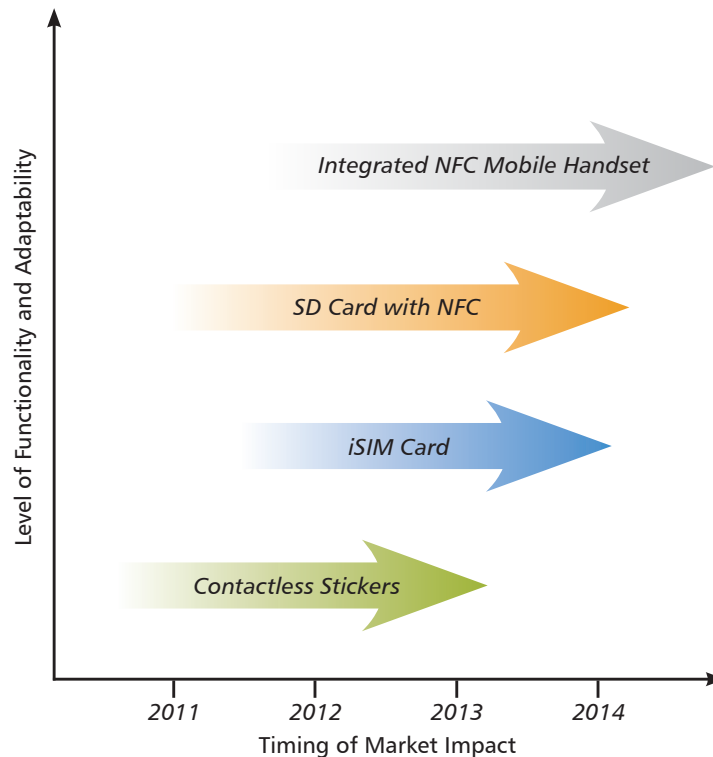 Level of Functionality and Adaptability
Integrated NFC Mobile Handset
SD Card with NFC
iSIM Card
Contactless Stickers
2011 2012 2013 2014
Timing of Market Impact